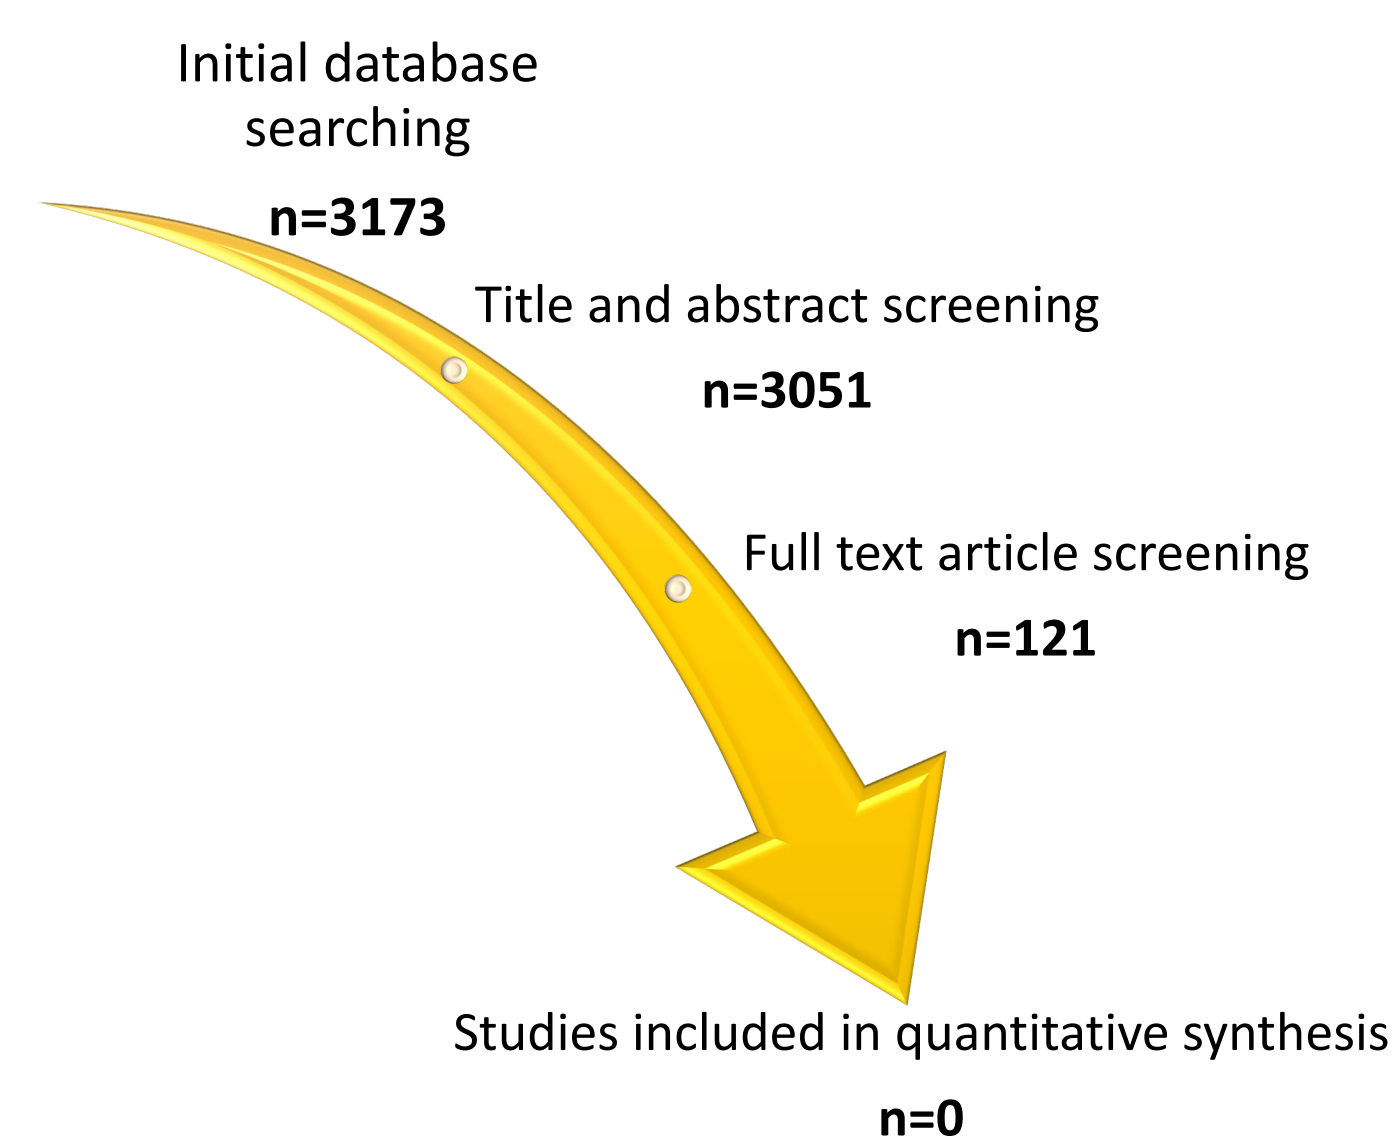 Initial database
searching
n=3173
Title and abstract screening
n=3051
Full text article screening
n=121
Studies included in quantitative synthesis
n=0